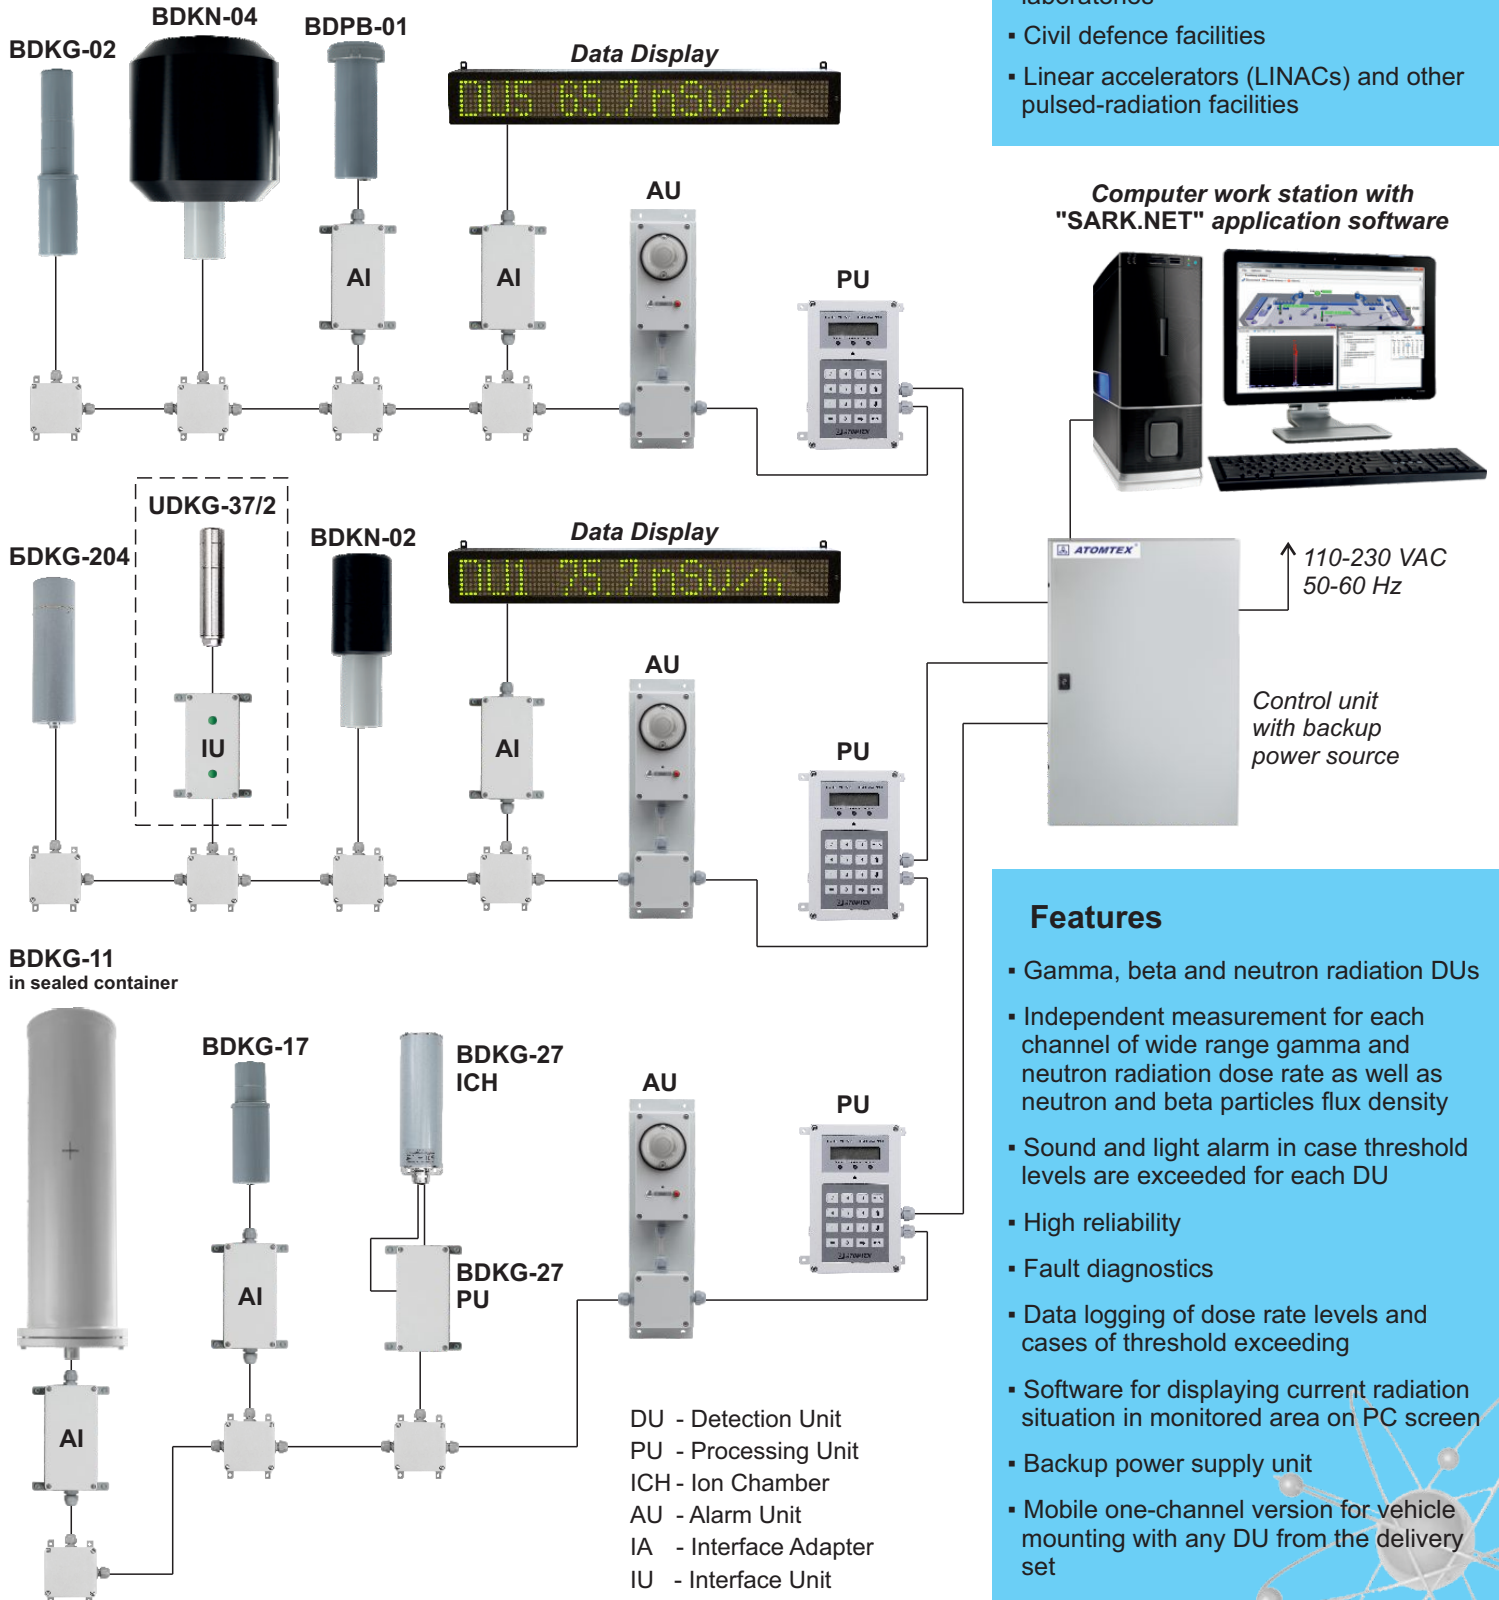 laboratories
▪ Civil defence facilities
▪ Linear accelerators (LINACs) and other
pulsed-radiation facilities
BDKG-02
BDKN-04
BDPB-01
Data Display
DU5 65.7nSv/h
AI
AI
AU
PU
ATOMTEX
Computer work station with
"SARK.NET" application software
БDKG-204
UDKG-37/2
IU
BDKN-02
Data Display
DU1 75.7nSv/h
AI
AU
PU
ATOMTEX
ATOMTEX®
110-230 VAC
50-60 Hz
Control unit
with backup
power source
BDKG-11
in sealed container
AI
BDKG-17
AI
BDKG-27
ICH
BDKG-27
PU
AU
PU
ATOMTEX
DU - Detection Unit
PU - Processing Unit
ICH - Ion Chamber
AU - Alarm Unit
IA - Interface Adapter
IU - Interface Unit
Features
▪ Gamma, beta and neutron radiation DUs
▪ Independent measurement for each
channel of wide range gamma and
neutron radiation dose rate as well as
neutron and beta particles flux density
▪ Sound and light alarm in case threshold
levels are exceeded for each DU
▪ High reliability
▪ Fault diagnostics
▪ Data logging of dose rate levels and
cases of threshold exceeding
▪ Software for displaying current radiation
situation in monitored area on PC screen
▪ Backup power supply unit
▪ Mobile one-channel version for vehicle
mounting with any DU from the delivery
set